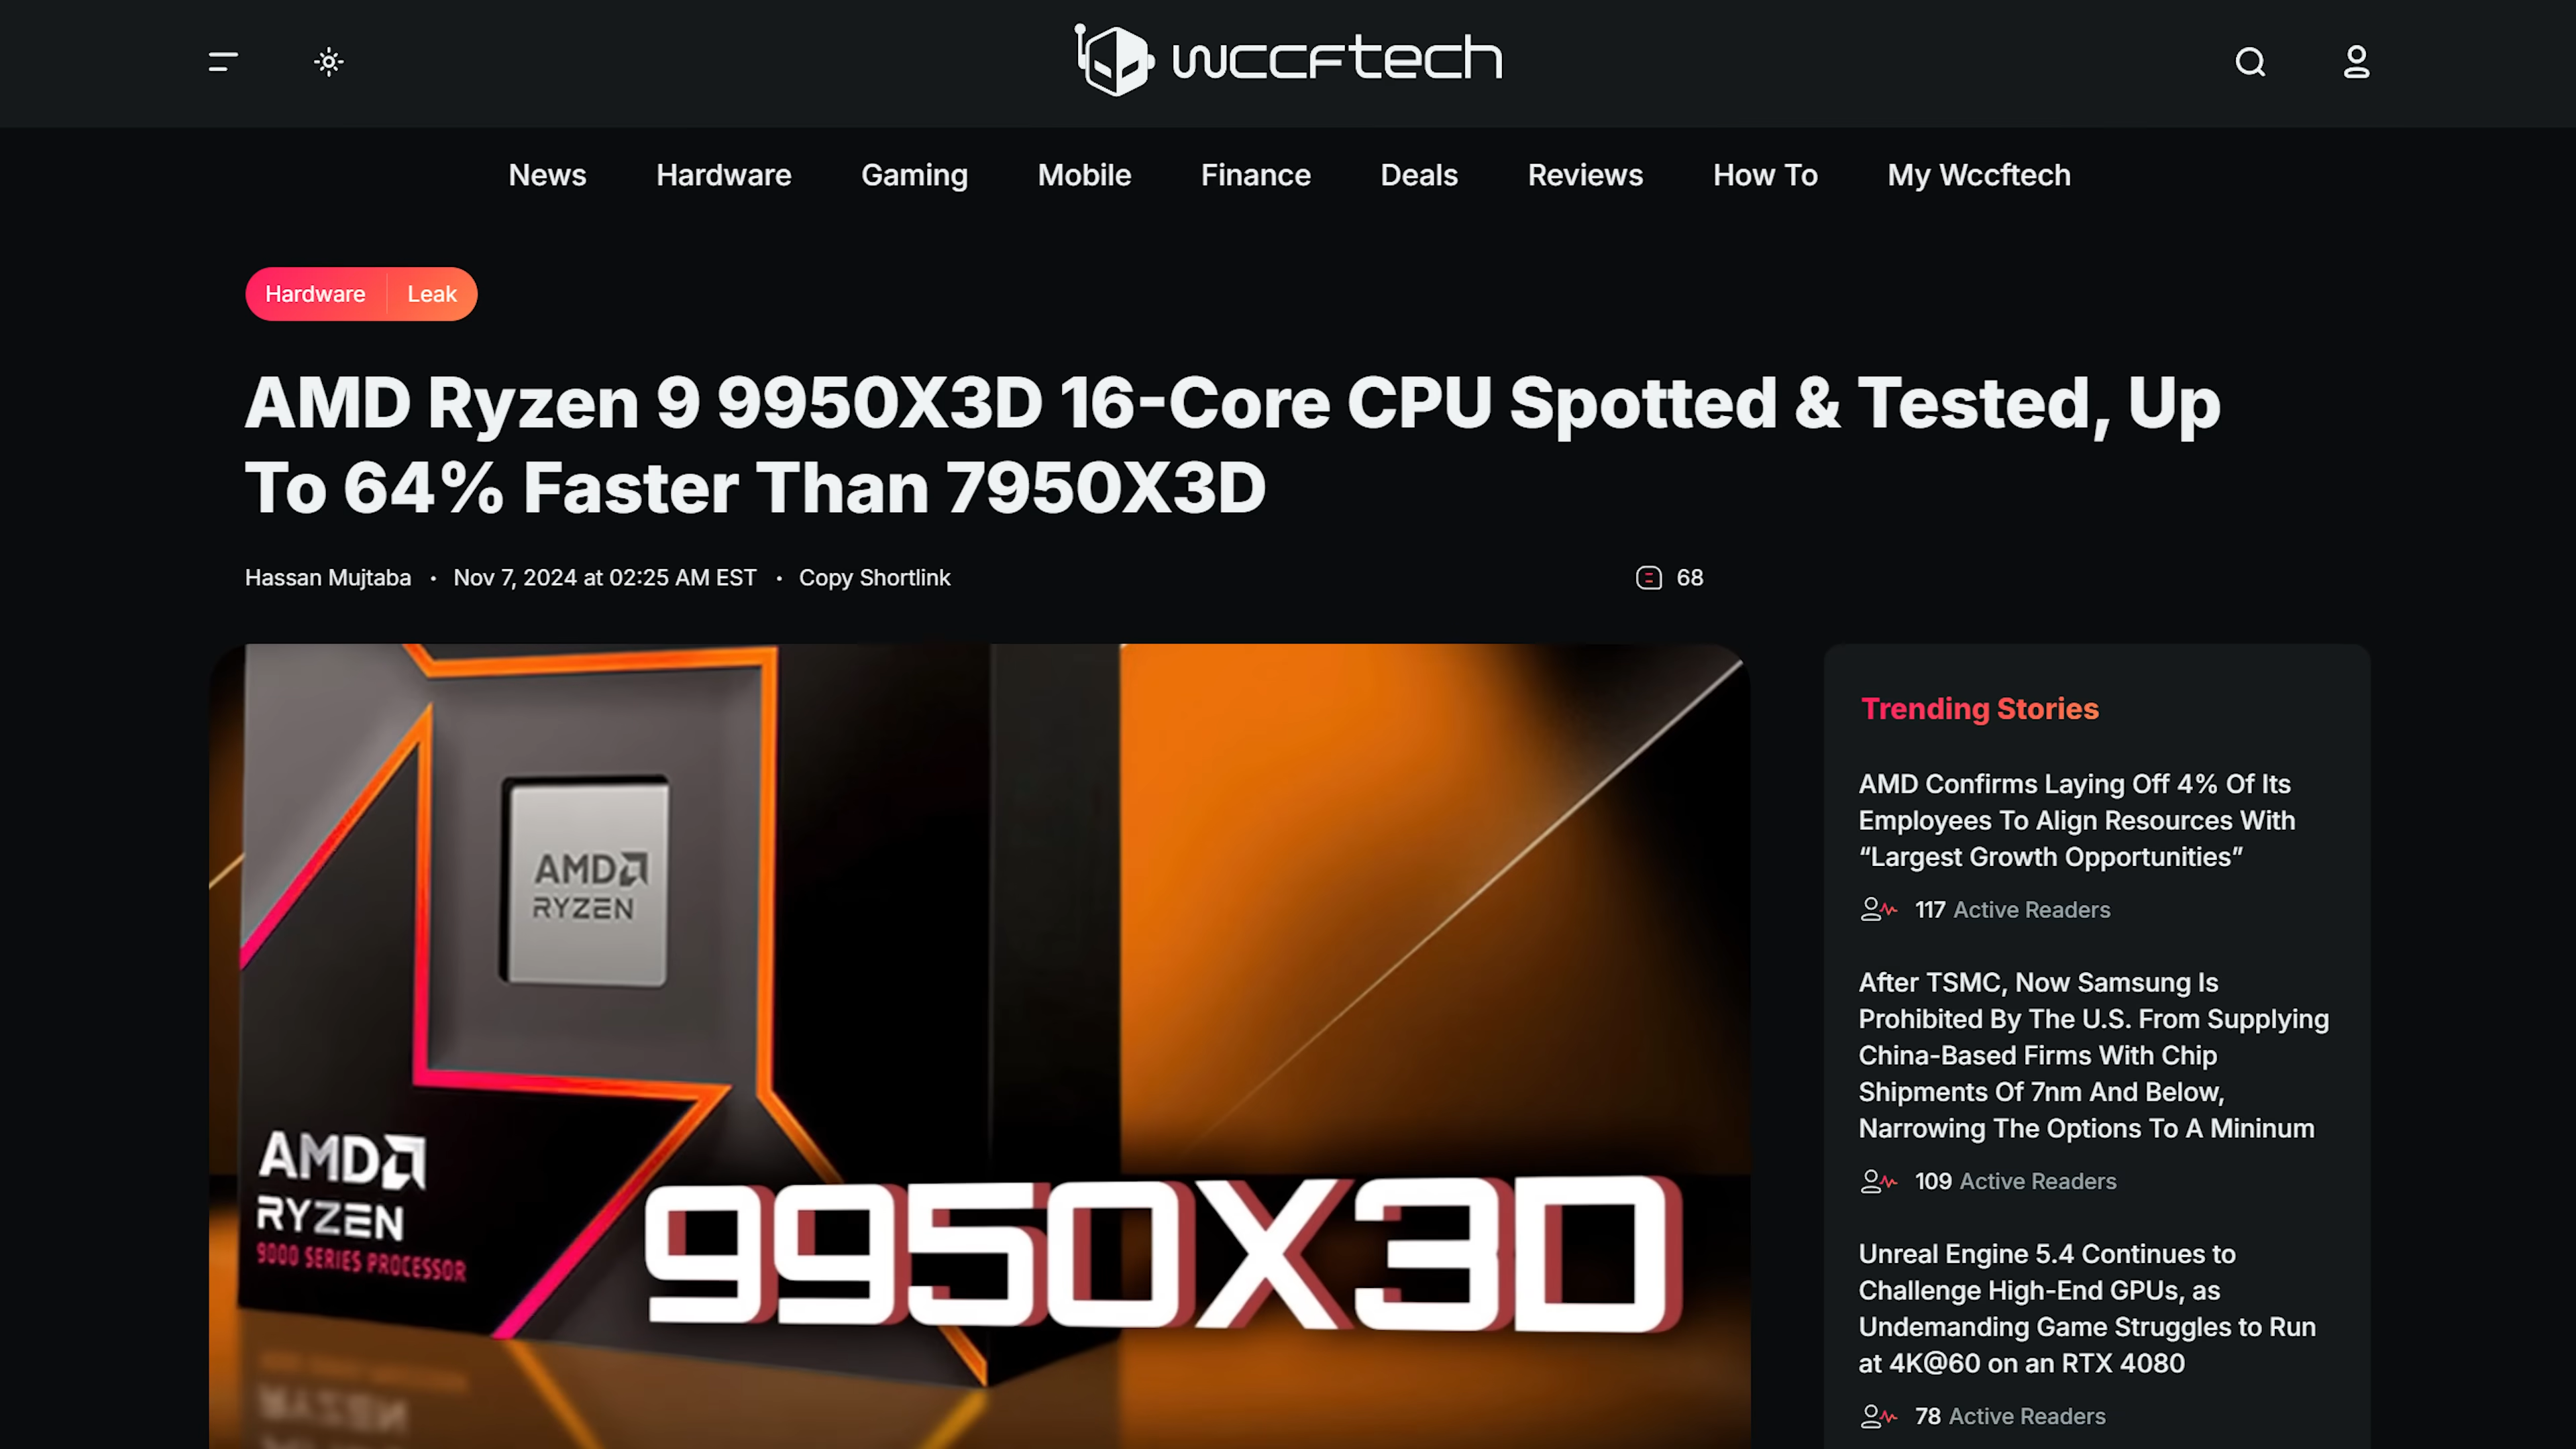 wccftech
News Hardware Gaming Mobile Finance Deals Reviews How To My Wccftech
Hardware Leak
AMD Ryzen 9 9950X3D 16-Core CPU Spotted & Tested, Up
To 64% Faster Than 7950X3D
Hassan Mujtaba • Nov 7, 2024 at 02:25 AM EST • Copy Shortlink 68
AMD
RYZEN
AMD
RYZEN
9000 SERIES PROCESSOR
9950X3D
Trending Stories
AMD Confirms Laying Off 4% Of Its
Employees To Align Resources With
“Largest Growth Opportunities”
117 Active Readers
After TSMC, Now Samsung Is
Prohibited By The U.S. From Supplying
China-Based Firms With Chip
Shipments Of 7nm And Below,
Narrowing The Options To A Mininum
109 Active Readers
Unreal Engine 5.4 Continues to
Challenge High-End GPUs, as
Undemanding Game Struggles to Run
at 4K@60 on an RTX 4080
78 Active Readers